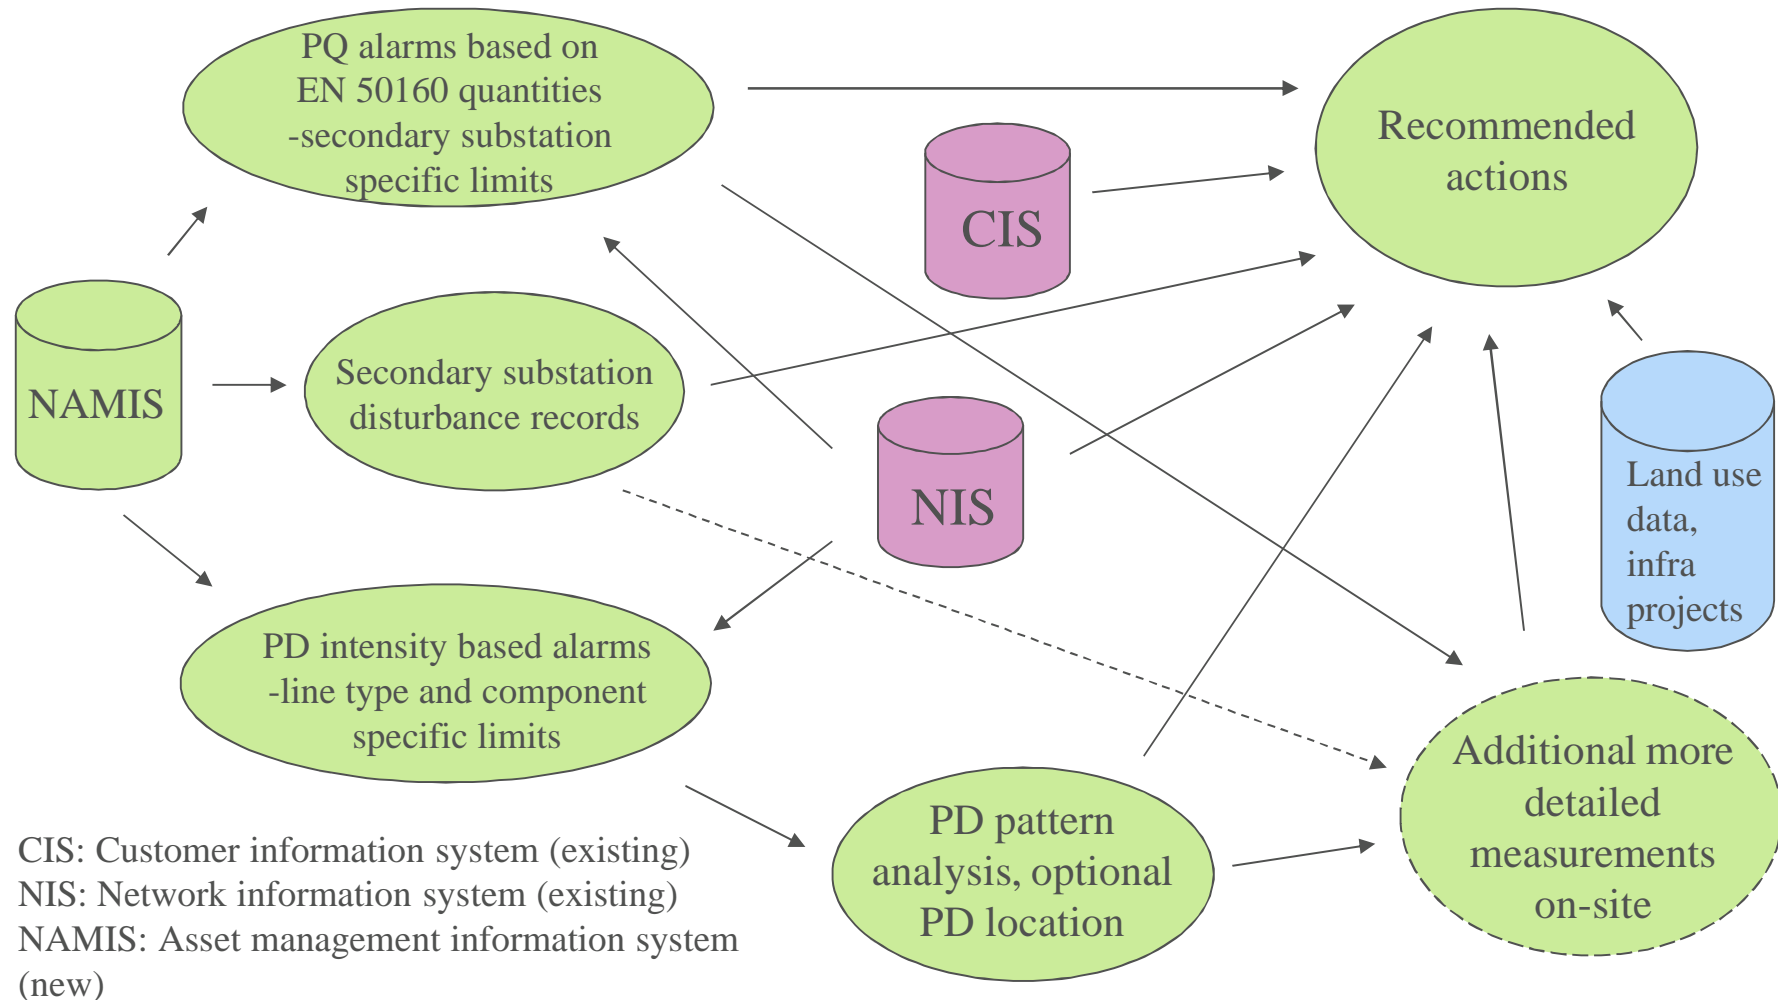 PQ alarms based on
EN 50160 quantities
-secondary substation
specific limits
Recommended
actions
CIS
NAMIS
Secondary substation
disturbance records
NIS
Land use
data,
infra
projects
PD intensity based alarms
-line type and component
specific limits
Additional more
detailed
measurements
on-site
PD pattern
analysis, optional
PD location
CIS: Customer information system (existing)
NIS: Network information system (existing)
NAMIS: Asset management information system
(new)